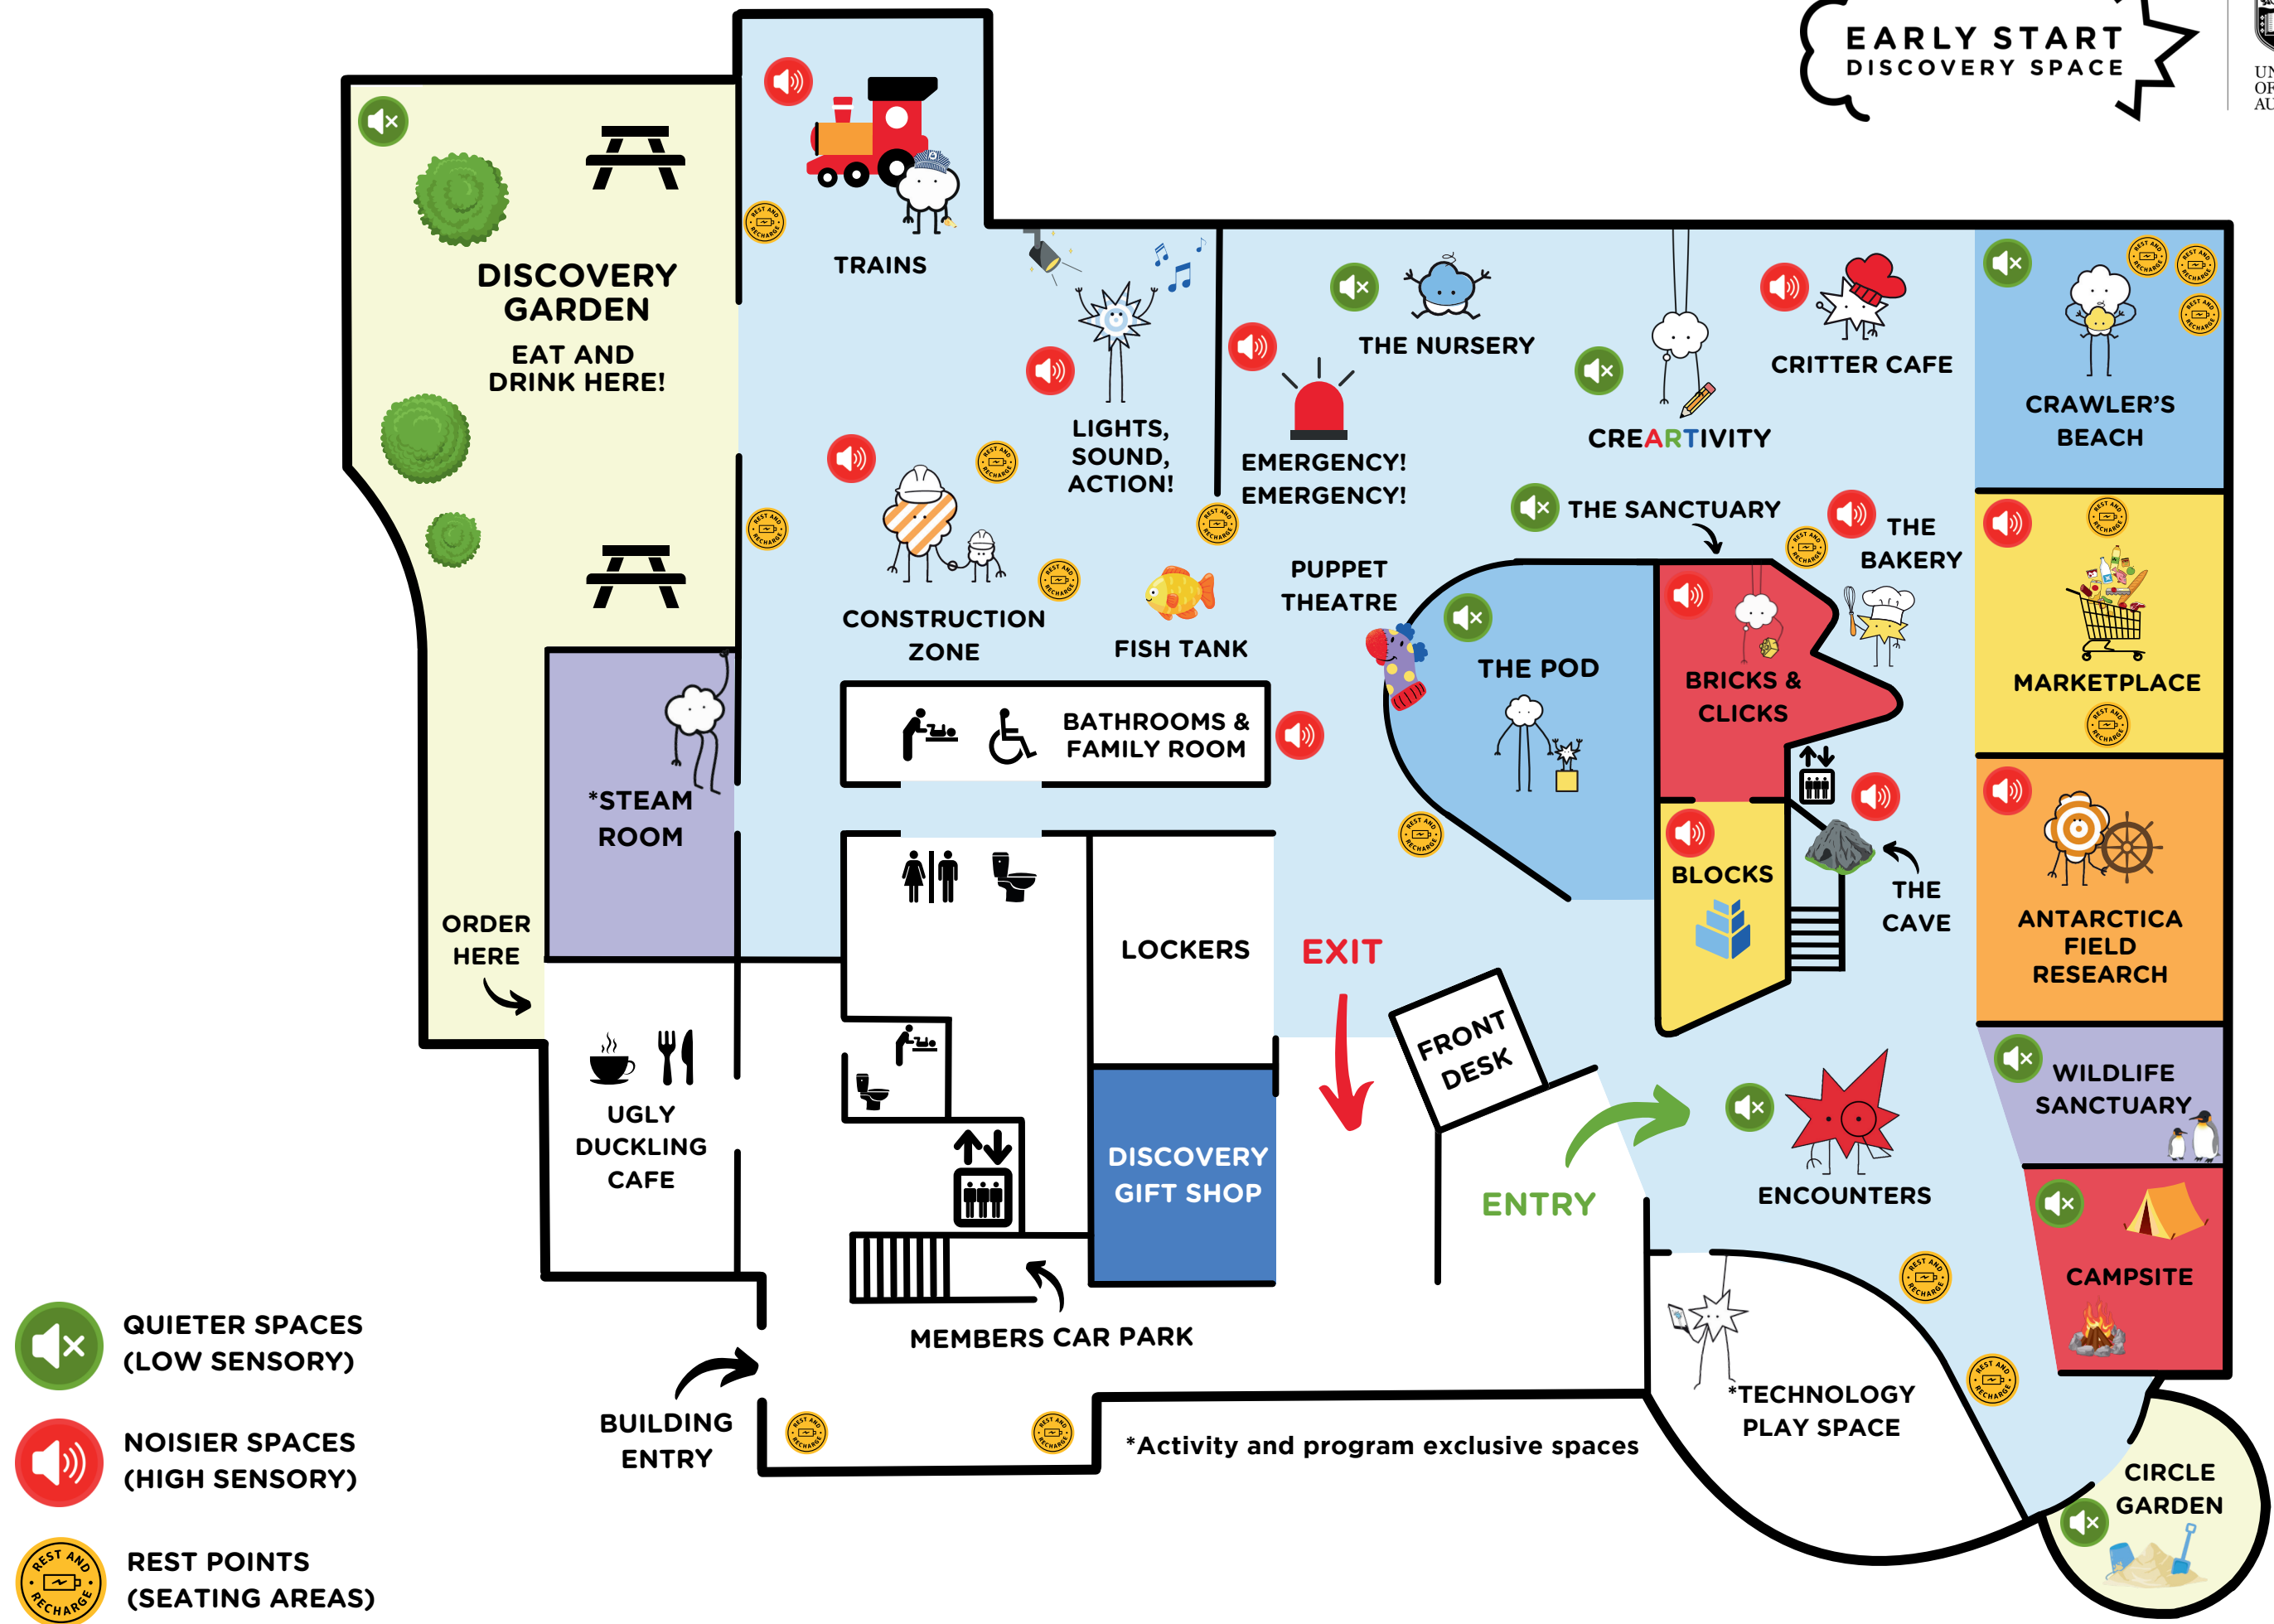 EARLY START
DISCOVERY SPACE
TRAINS
DISCOVERY
GARDEN
EAT AND
DRINK HERE!
LIGHTS,
SOUND,
ACTION!
THE NURSERY
EMERGENCY!
EMERGENCY!
CREARTIVITY
CRITTER CAFE
CRAWLER'S
BEACH
THE SANCTUARY
THE
BAKERY
PUPPET
THEATRE
CONSTRUCTION
ZONE
FISH TANK
THE POD
BRICKS &
CLICKS
MARKETPLACE
BATHROOMS &
FAMILY ROOM
*STEAM
ROOM
BLOCKS
THE
CAVE
ANTARCTICA
FIELD
RESEARCH
ORDER
HERE
LOCKERS
EXIT
FRONT
DESK
WILDLIFE
SANCTUARY
UGLY
DUCKLING
CAFE
DISCOVERY
GIFT SHOP
ENTRY
ENCOUNTERS
CAMPSITE
MEMBERS CAR PARK
BUILDING
ENTRY
*TECHNOLOGY
PLAY SPACE
*Activity and program exclusive spaces
CIRCLE
GARDEN
QUIETER SPACES
(LOW SENSORY)
NOISIER SPACES
(HIGH SENSORY)
REST AND
RECHARGE
REST POINTS
(SEATING AREAS)